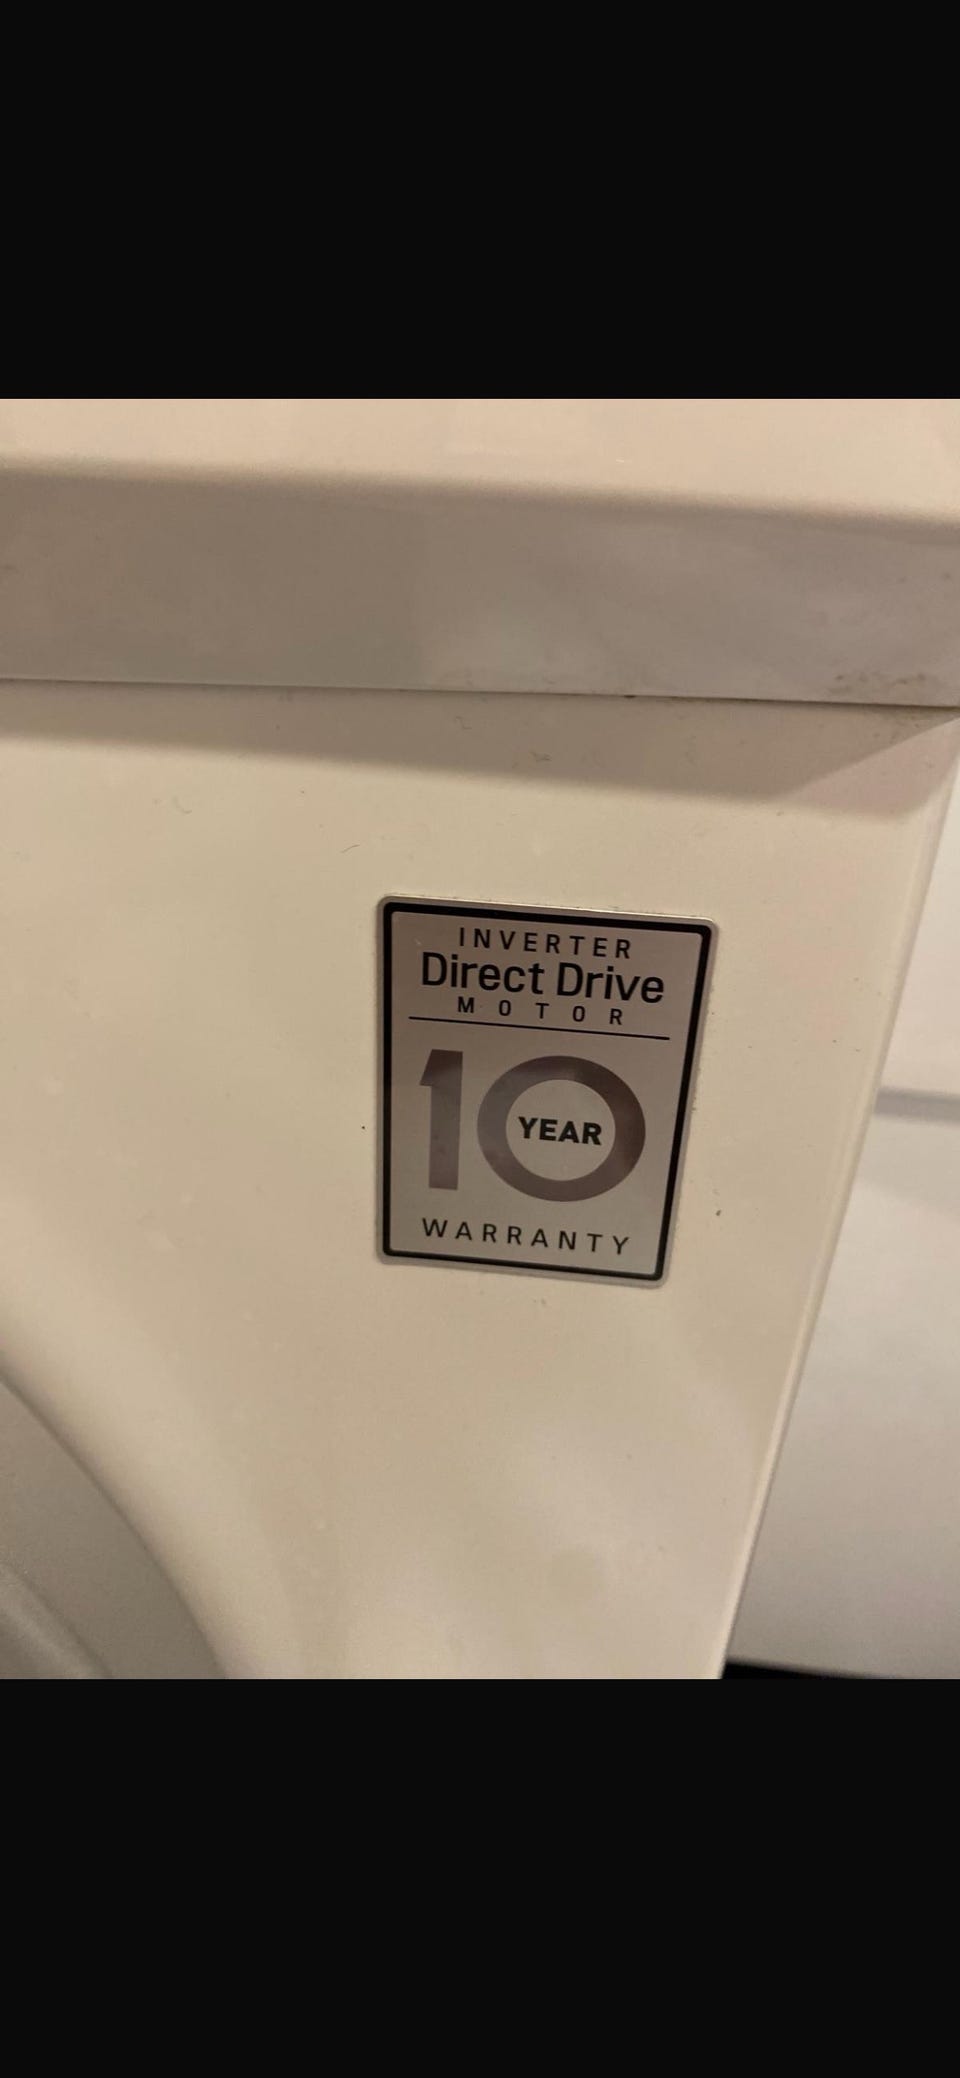 INVERTER
Direct Drive
MOTOR
10
YEAR
WARRANTY